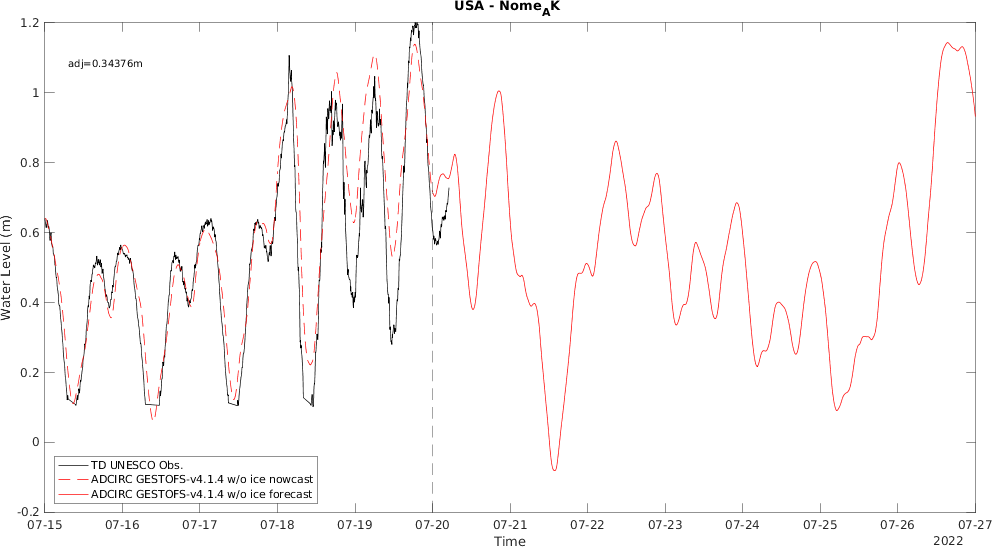 USA - Nome_AK
adj=0.34376m
1.2
1
0.8
0.6
0.4
0.2
0
-0.2
Water Level (m)
TD UNESCO Obs.
ADCIRC GESTOFS-v4.1.4 w/o ice nowcast
ADCIRC GESTOFS-v4.1.4 w/o ice forecast
07-15 07-16 07-17 07-18 07-19 07-20 07-21 07-22 07-23 07-24 07-25 07-26 07-27
Time
2022